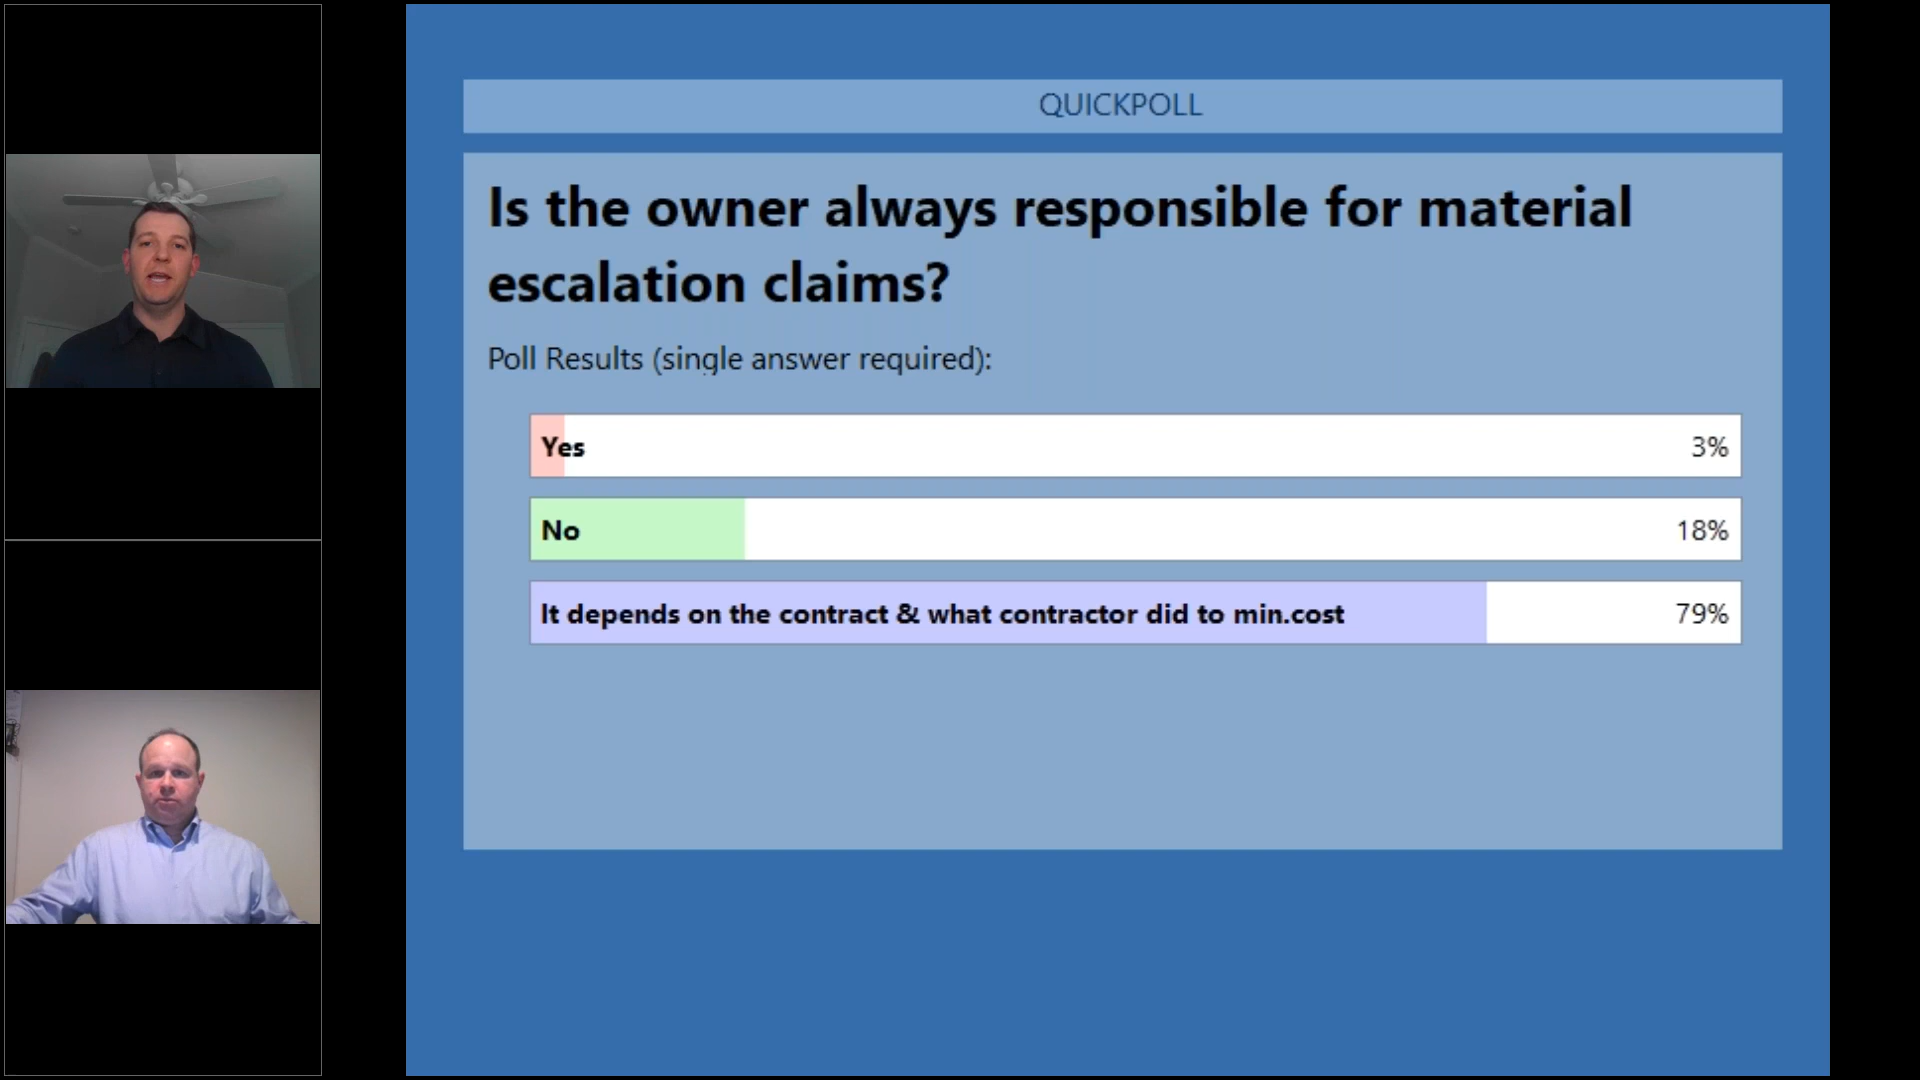 QUICKPOLL
Is the owner always responsible for material
escalation claims?
Poll Results (single answer required):
Yes 3%
No 18%
It depends on the contract & what contractor did to min.cost 79%